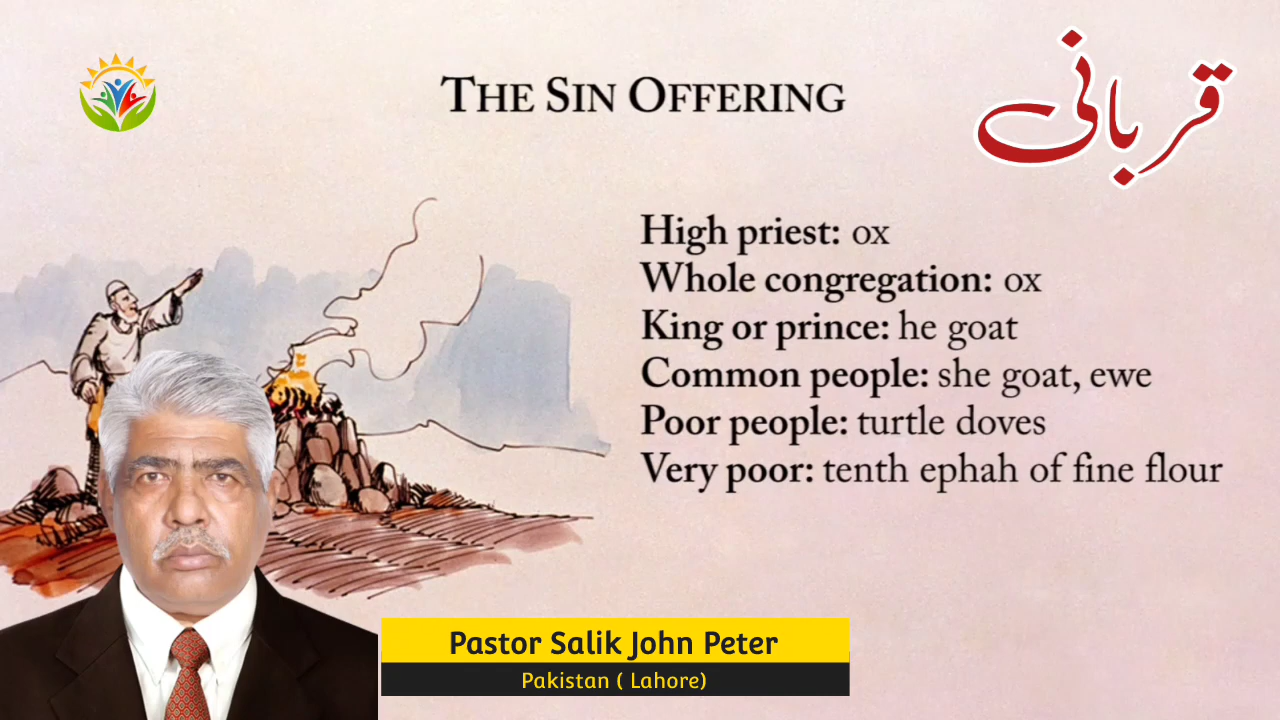 THE SIN OFFERING
قربانی
High priest: ox
Whole congregation: ox
King or prince: he goat
Common people: she goat, ewe
Poor people: turtle doves
Very poor: tenth ephah of fine flour
Pastor Salik John Peter
Pakistan ( Lahore)